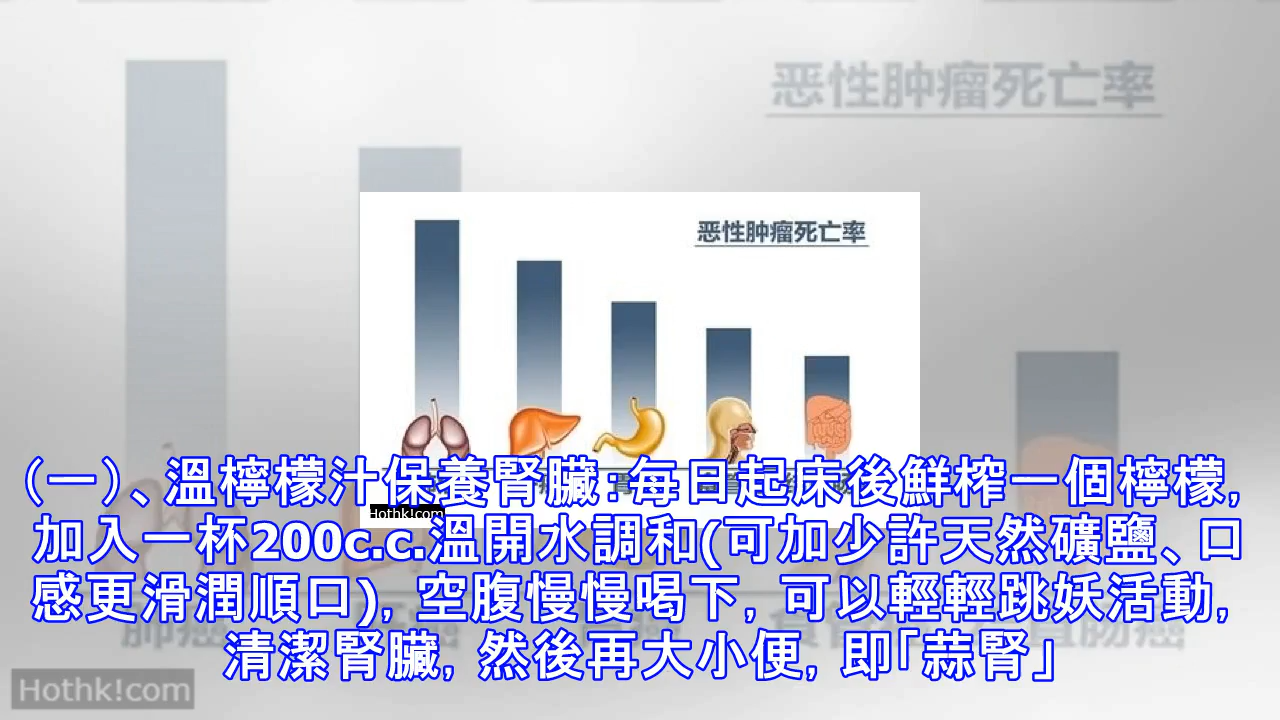 恶性肿瘤死亡率
恶性肿瘤死亡率
Hothk!com
(一)、溫檸檬汁保養腎臟:每日起床後鮮榨一個檸檬,
加入一杯200c.c.溫開水調和(可加少許天然礦鹽、口
感更滑潤順口), 空腹慢慢喝下, 可以輕輕跳妖活動,
清潔腎臟, 然後再大小便, 即「蒜腎」
Hothk!com